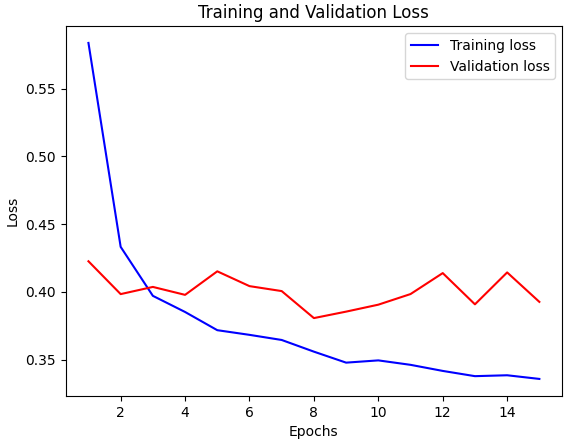 Training and Validation Loss
Training loss
Validation loss
0.55
0.50
0.45
0.40
0.35
Loss
2 4 6 8 10 12 14
Epochs